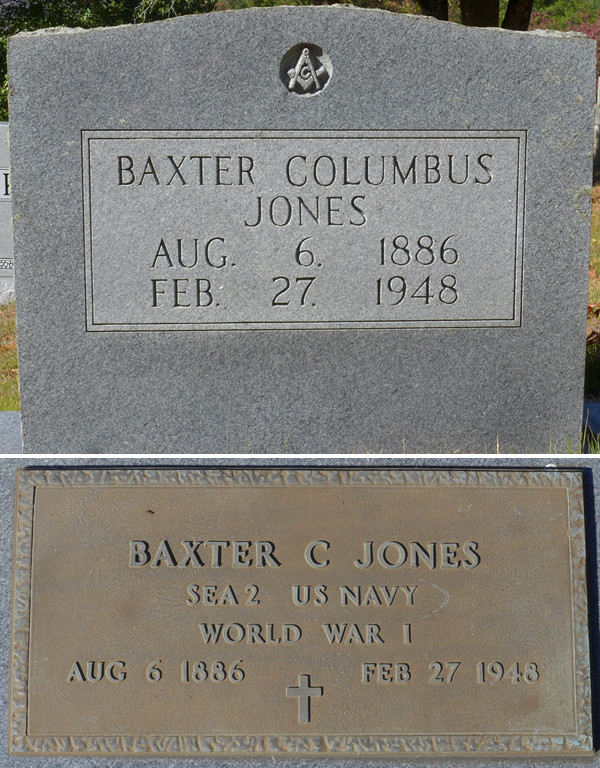 G
BAXTER COLUMBUS
JONES
AUG. 6. 1886
FEB. 27. 1948
BAXTER C JONES
SEA2 US NAVY
WORLD WAR I
AUG 6 1886 FEB 27 1948